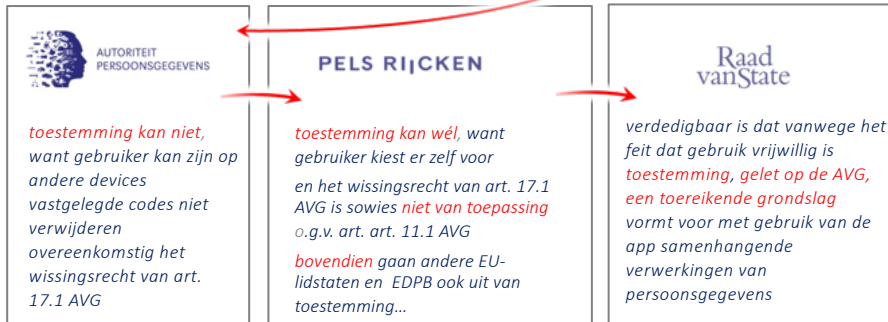 AUTORITEIT
PERSOONSGEGEVENS
toestemming kan niet,
want gebruiker kan zijn op
andere devices
vastgelegde codes niet
verwijderen
overeenkomstig het
wissingsrecht van art.
17.1 AVG
PELS RIJCKEN
toestemming kan wél, want
gebruiker kiest er zelf voor
en het wissingsrecht van art. 17.1
AVG is sowies niet van toepassing
o.g.v. art. art. 11.1 AVG
bovendien gaan andere EU-
lidstaten en EDPB ook uit van
toestemming...
Raad
vanState
verdedigbaar is dat vanwege het
feit dat gebruik vrijwillig is
toestemming, gelet op de AVG,
een toereikende grondslag
vormt voor met gebruik van de
app samenhangende
verwerkingen van
persoonsgegevens